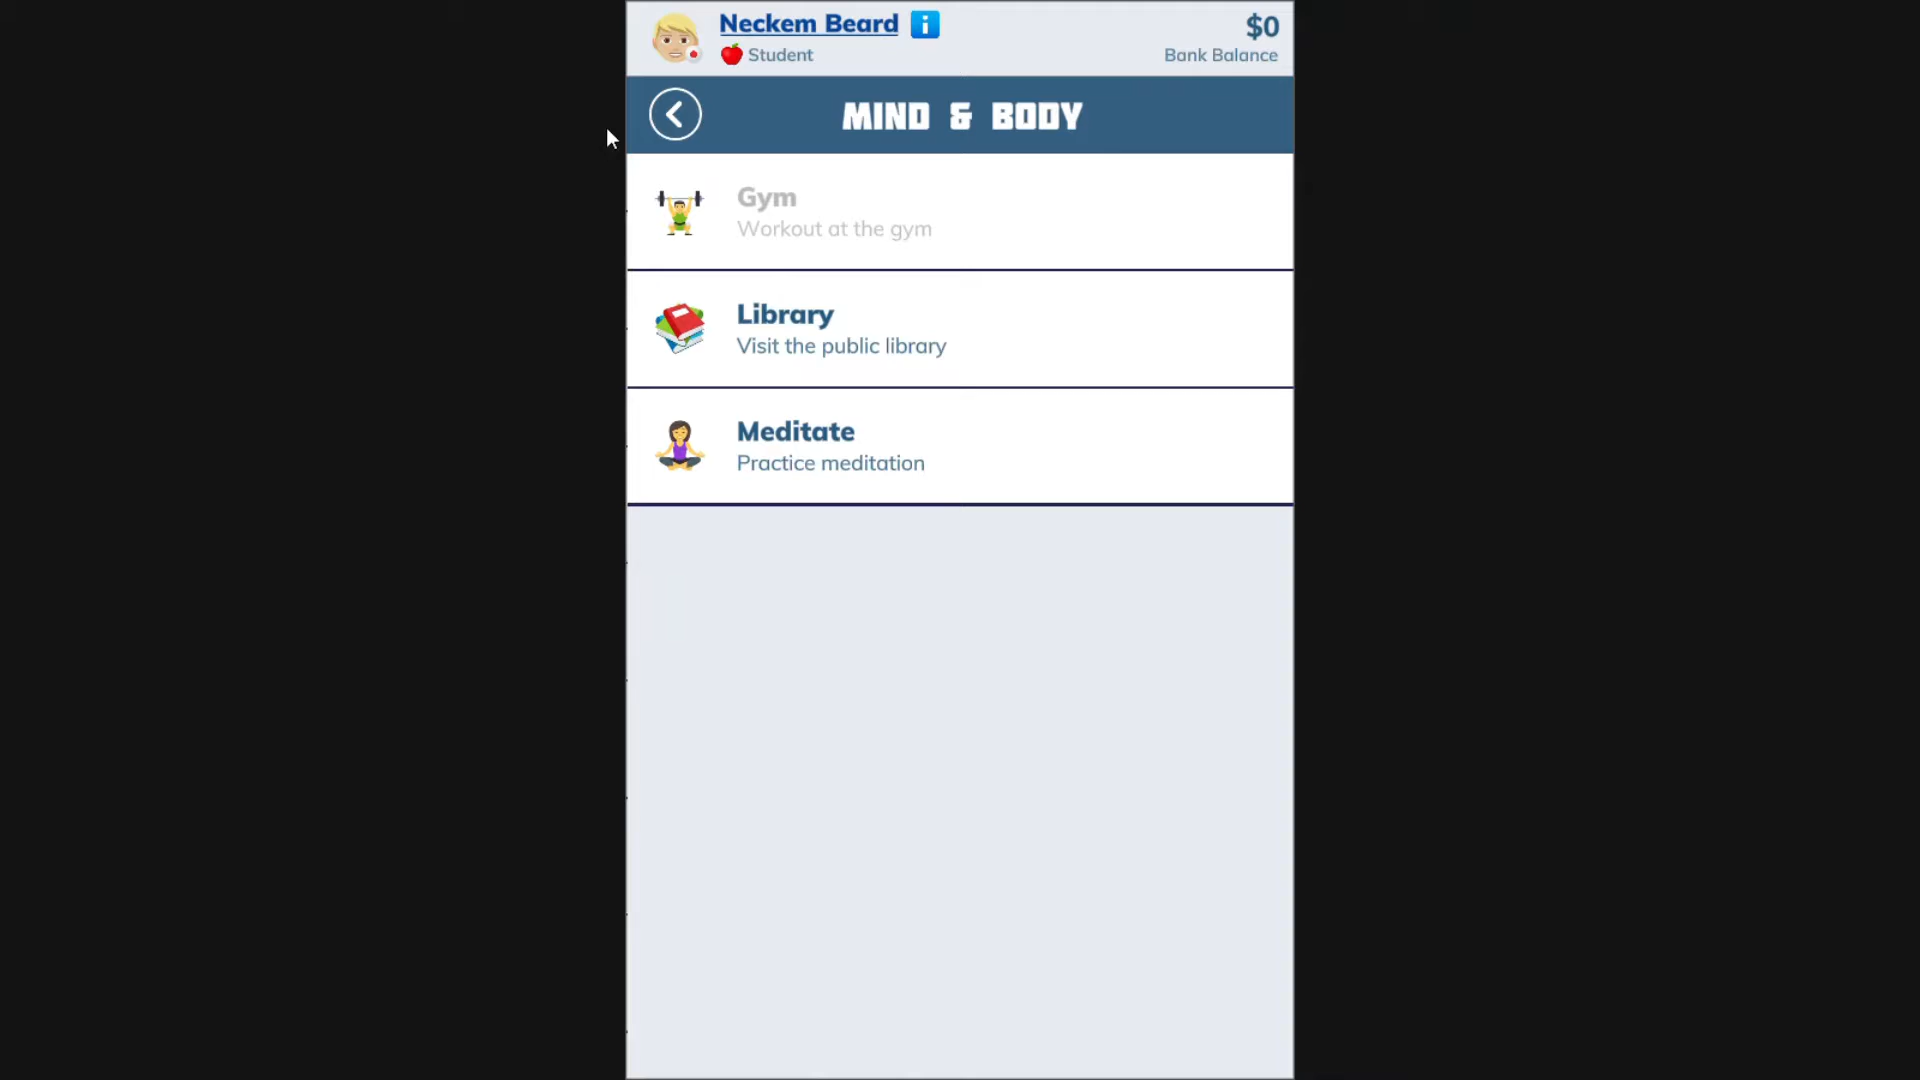 Neckem Beard
$0
Student
Bank Balance
MIND & BODY
Gym
Workout at the gym
Library
Visit the public library
Meditate
Practice meditation